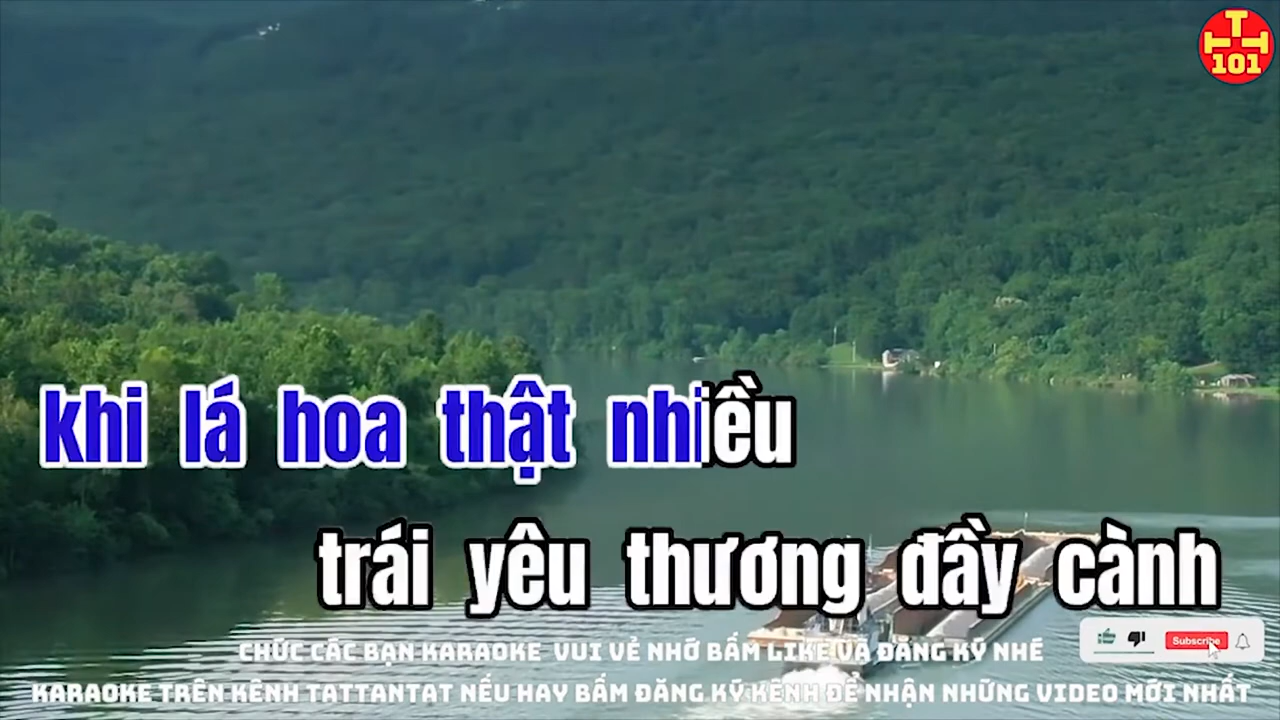 T
T T
101
khi lá hoa thật nhiều
trái yêu thương đầy cành
Subscribe
CHÚC CÁC BẠN KARAOKE VUI VẺ NHỚ BẤM LIKE VÀ ĐĂNG KÝ NHÉ
KARAOKE TRÊN KÊNH TATTANTAT NẾU HAY BẤM ĐĂNG KÝ KÊNH ĐỂ NHẬN NHỮNG VIDEO MỚI NHẤT